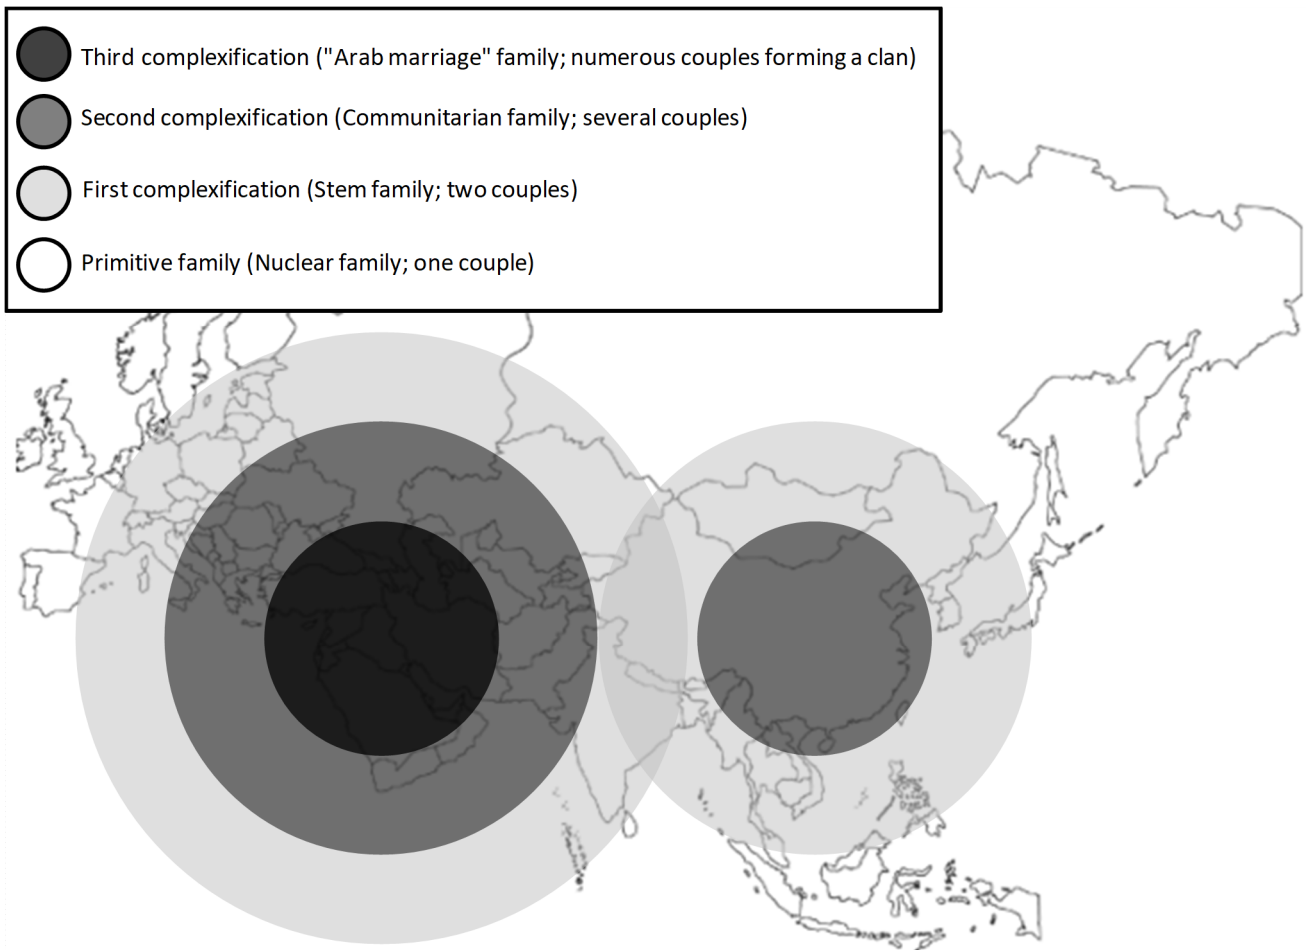 Third complexification ("Arab marriage" family; numerous couples forming a clan)
Second complexification (Communitarian family; several couples)
First complexification (Stem family; two couples)
Primitive family (Nuclear family; one couple)